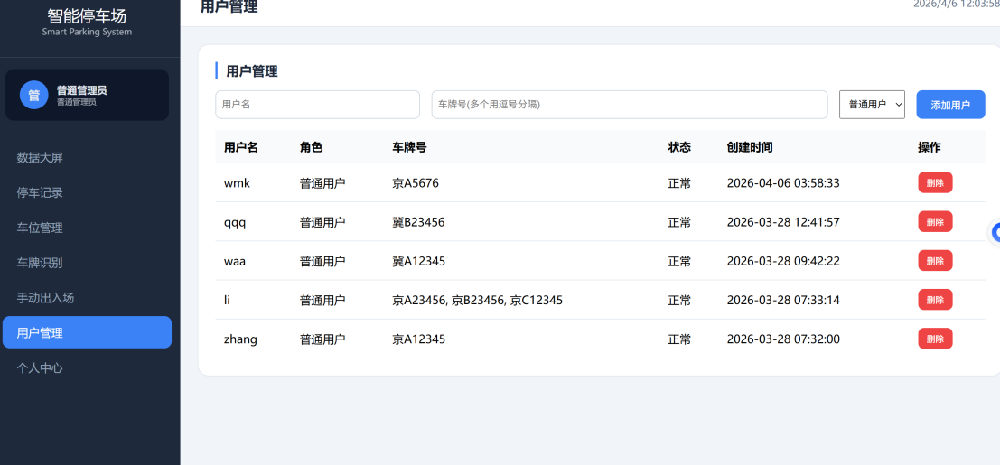 智能停车场
Smart Parking System
管
普通管理员
普通管理员
数据大屏
停车记录
车位管理
车牌识别
手动出入场
用户管理
个人中心
用户管理
2026/4/6 12:03:58
用户管理
用户名 车牌号(多个用逗号分隔) 普通用户 添加用户
用户名 角色 车牌号 状态 创建时间 操作
wmk 普通用户 京A5676 正常 2026-04-06 03:58:33 删除
qqq 普通用户 冀B23456 正常 2026-03-28 12:41:57 删除
waa 普通用户 冀A12345 正常 2026-03-28 09:42:22 删除
li 普通用户 京A23456, 京B23456, 京C12345 正常 2026-03-28 07:33:14 删除
zhang 普通用户 京A12345 正常 2026-03-28 07:32:00 删除